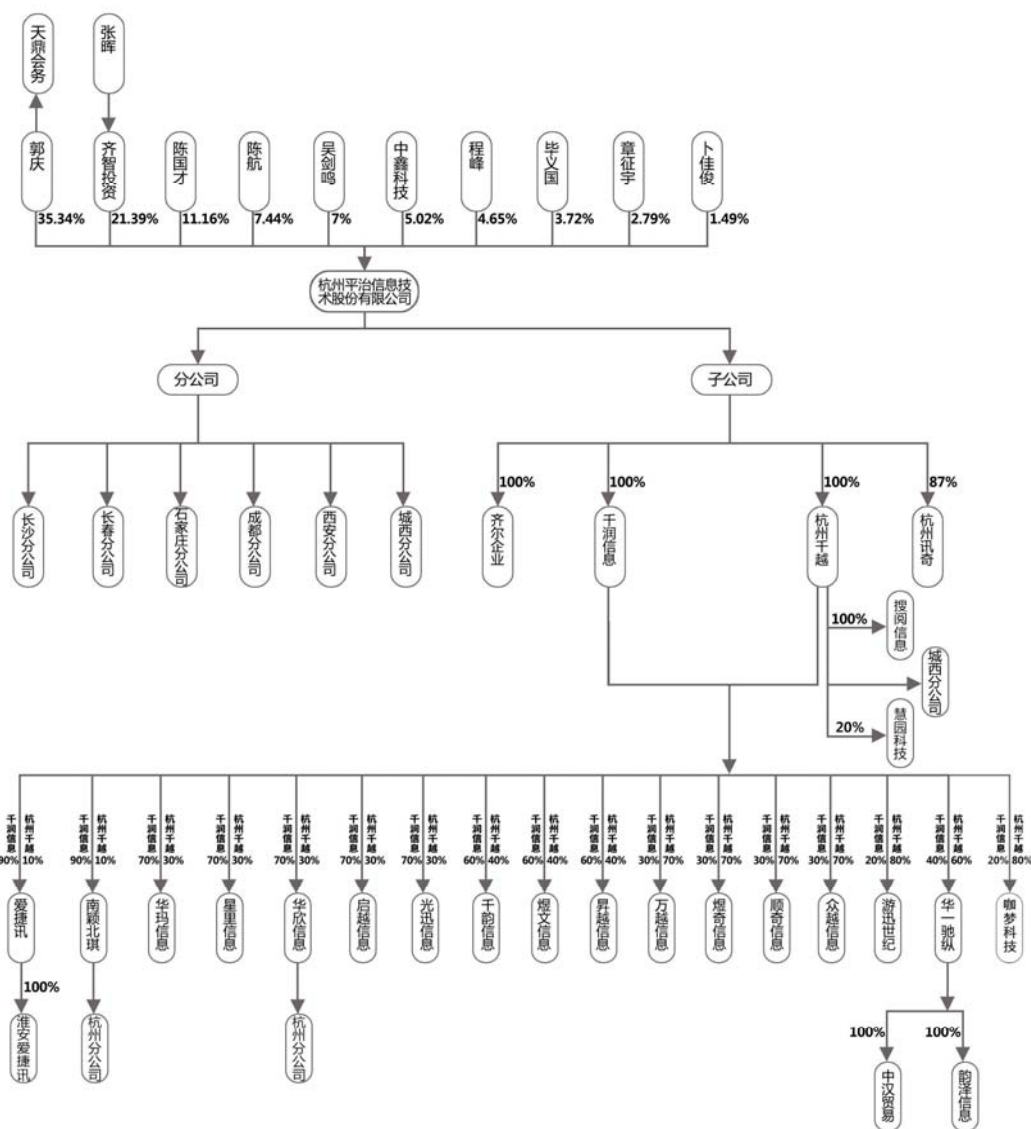 天鼎会务
张晖
郭庆
齐智投资
陈国才
陈航
吴剑鸣
中鑫科技
程峰
毕义国
章征宇
卜佳俊
35.34%
21.39%
11.16%
7.44%
7%
5.02%
4.65%
3.72%
2.79%
1.49%
杭州平治信息技
术股份有限公司
分公司
子公司
100%
100%
100%
87%
长沙分公司
长春分公司
石家庄分公司
成都分公司
西安分公司
城西分公司
齐尔企业
千润信息
杭州千越
杭州讯奇
100%
搜阅信息
城西分公司
20%
慧园科技
千润信息
90%
杭州千越
10%
千润信息
90%
杭州千越
10%
千润信息
70%
杭州千越
30%
千润信息
70%
杭州千越
30%
千润信息
70%
杭州千越
30%
千润信息
70%
杭州千越
30%
千润信息
70%
杭州千越
30%
千润信息
60%
杭州千越
40%
千润信息
60%
杭州千越
40%
千润信息
60%
杭州千越
40%
千润信息
30%
杭州千越
70%
千润信息
30%
杭州千越
70%
千润信息
30%
杭州千越
70%
千润信息
30%
杭州千越
70%
千润信息
20%
杭州千越
80%
千润信息
40%
杭州千越
60%
千润信息
20%
杭州千越
80%
爱捷讯
南颖北琪
华玛信息
星里信息
华欣信息
启越信息
光迅信息
千韵信息
煜文信息
昇越信息
万越信息
煜奇信息
顺奇信息
众越信息
游迅世纪
华一驰纵
咖梦科技
100%
淮安爱捷讯
杭州分公司
杭州分公司
100%
100%
中汉贸易
韵泽信息